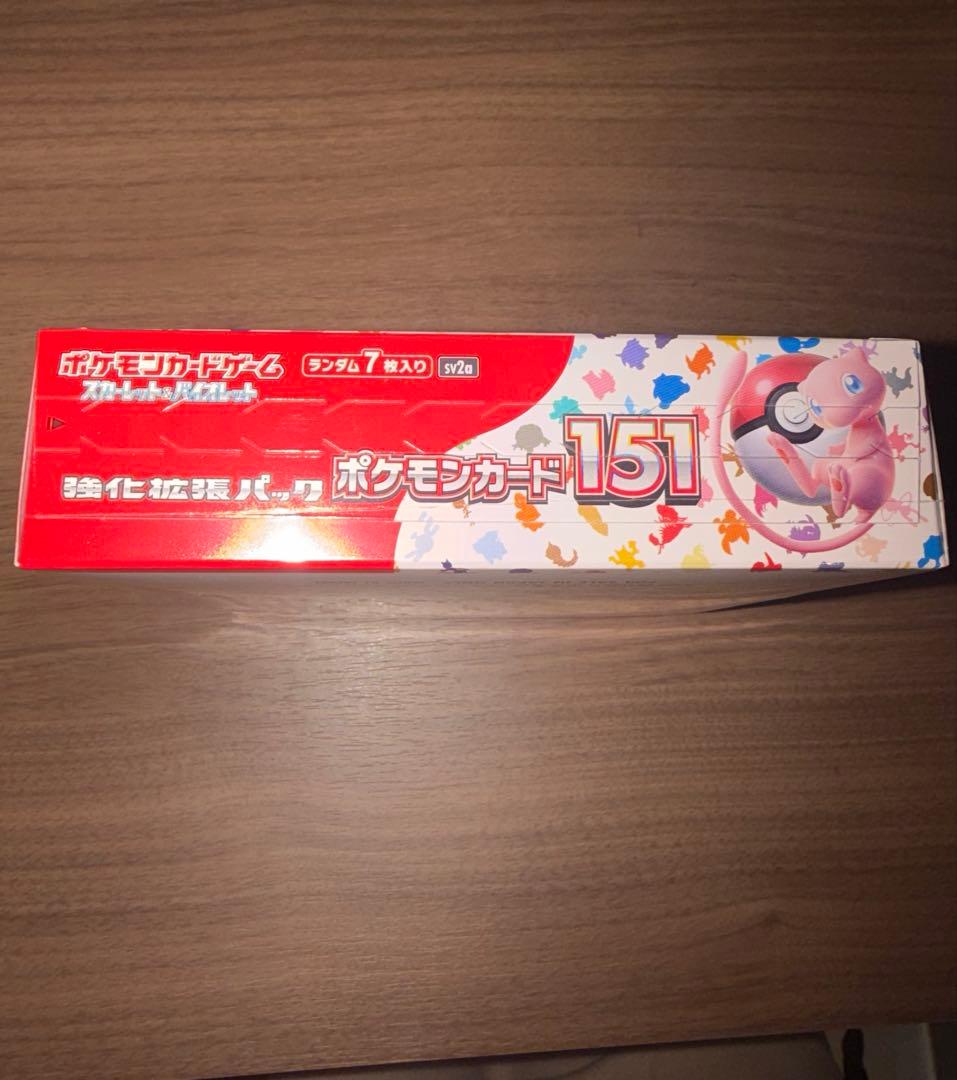 ポケモンカードゲーム
スカーレット&バイオレット
ランダム7枚入り sv2a
強化拡張パック
ポケモンカード151